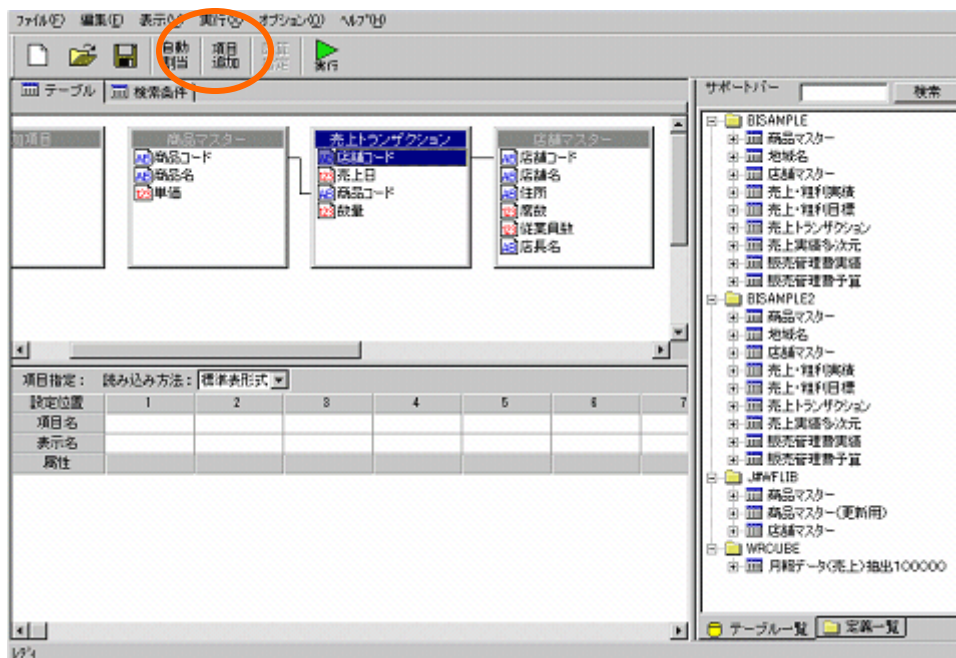 ファイル(F) 編集(E) 表示(V) 実行(X) オプション(O) ヘルプ(H)
自動割当
項目追加
実行
テーブル
検索条件
サポートバー
検索
加項目
商品マスター
商品コード
商品名
単価
売上トランザクション
店舗コード
売上日
商品コード
数量
店舗マスター
店舗コード
店舗名
住所
席数
従業員数
店長名
項目指定: 読み込み方法: 標準表形式
設定位置 1 2 3 4 5 6 7
項目名
表示名
属性
BISAMPLE
商品マスター
地域名
店舗マスター
売上・粗利実績
売上・粗利目標
売上トランザクション
売上実績多次元
販売管理費実績
販売管理費予算
BISAMPLE2
商品マスター
地域名
店舗マスター
売上・粗利実績
売上・粗利目標
売上トランザクション
売上実績多次元
販売管理費実績
販売管理費予算
J#WFLIB
商品マスター
商品マスター(更新用)
店舗マスター
WRCUBE
月報データ(売上)抽出100000
テーブル一覧
定義一覧
レディ